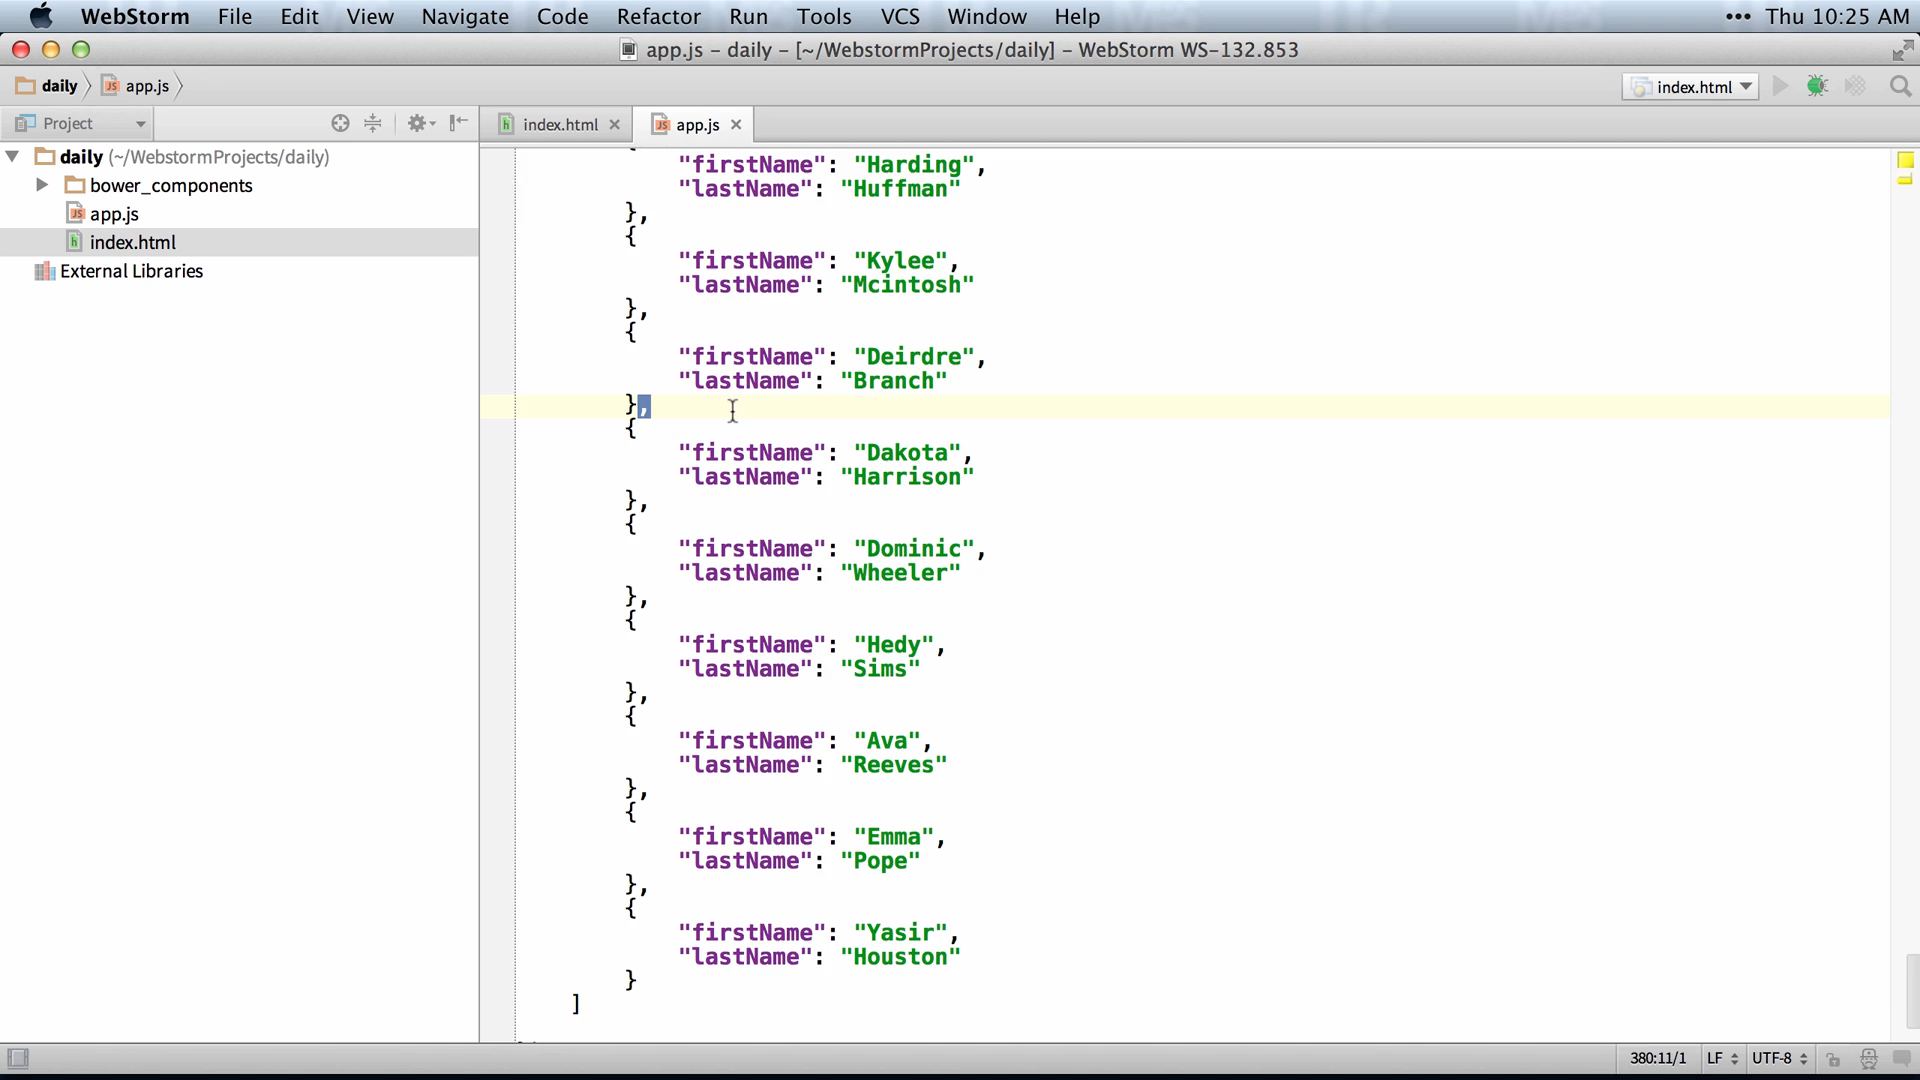 WebStorm File Edit View Navigate Code Refactor Run Tools VCS Window Help ••• Thu 10:25 AM
app.js – daily – [~/WebstormProjects/daily] – WebStorm WS-132.853
daily app.js index.html
Project index.html app.js
daily (~/WebstormProjects/daily)
bower_components
app.js
index.html
External Libraries
"firstName": "Harding",
"lastName": "Huffman"
},
{
"firstName": "Kylee",
"lastName": "Mcintosh"
},
{
"firstName": "Deirdre",
"lastName": "Branch"
},
{
"firstName": "Dakota",
"lastName": "Harrison"
},
{
"firstName": "Dominic",
"lastName": "Wheeler"
},
{
"firstName": "Hedy",
"lastName": "Sims"
},
{
"firstName": "Ava",
"lastName": "Reeves"
},
{
"firstName": "Emma",
"lastName": "Pope"
},
{
"firstName": "Yasir",
"lastName": "Houston"
}
]
380:11/1 LF UTF-8